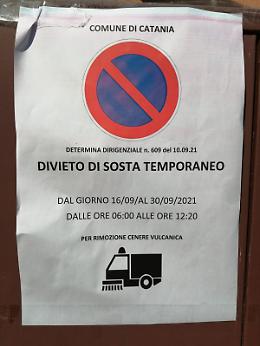 COMUNE DI CATANIA
DETERMINA DIRIGENZIALE n. 609 del 10.09.21
DIVIETO DI SOSTA TEMPORANEO
DAL GIORNO 16/09/AL 30/09/2021
DALLE ORE 06:00 ALLE ORE 12:20
PER RIMOZIONE CENERE VULCANICA